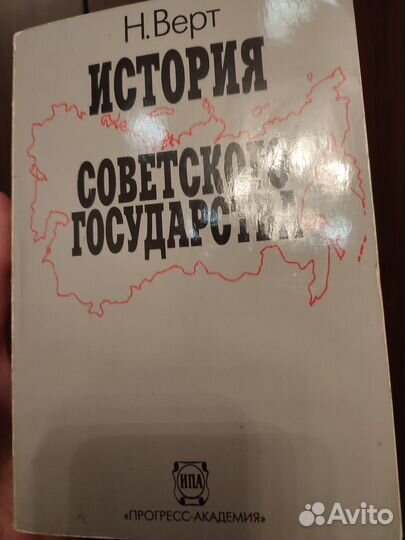 Н.Верт
ИСТОРИЯ
СОВЕТСКОГО
ГОСУДАРСТВА
ИПА
«ПРОГРЕСС-АКАДЕМИЯ»
Avito